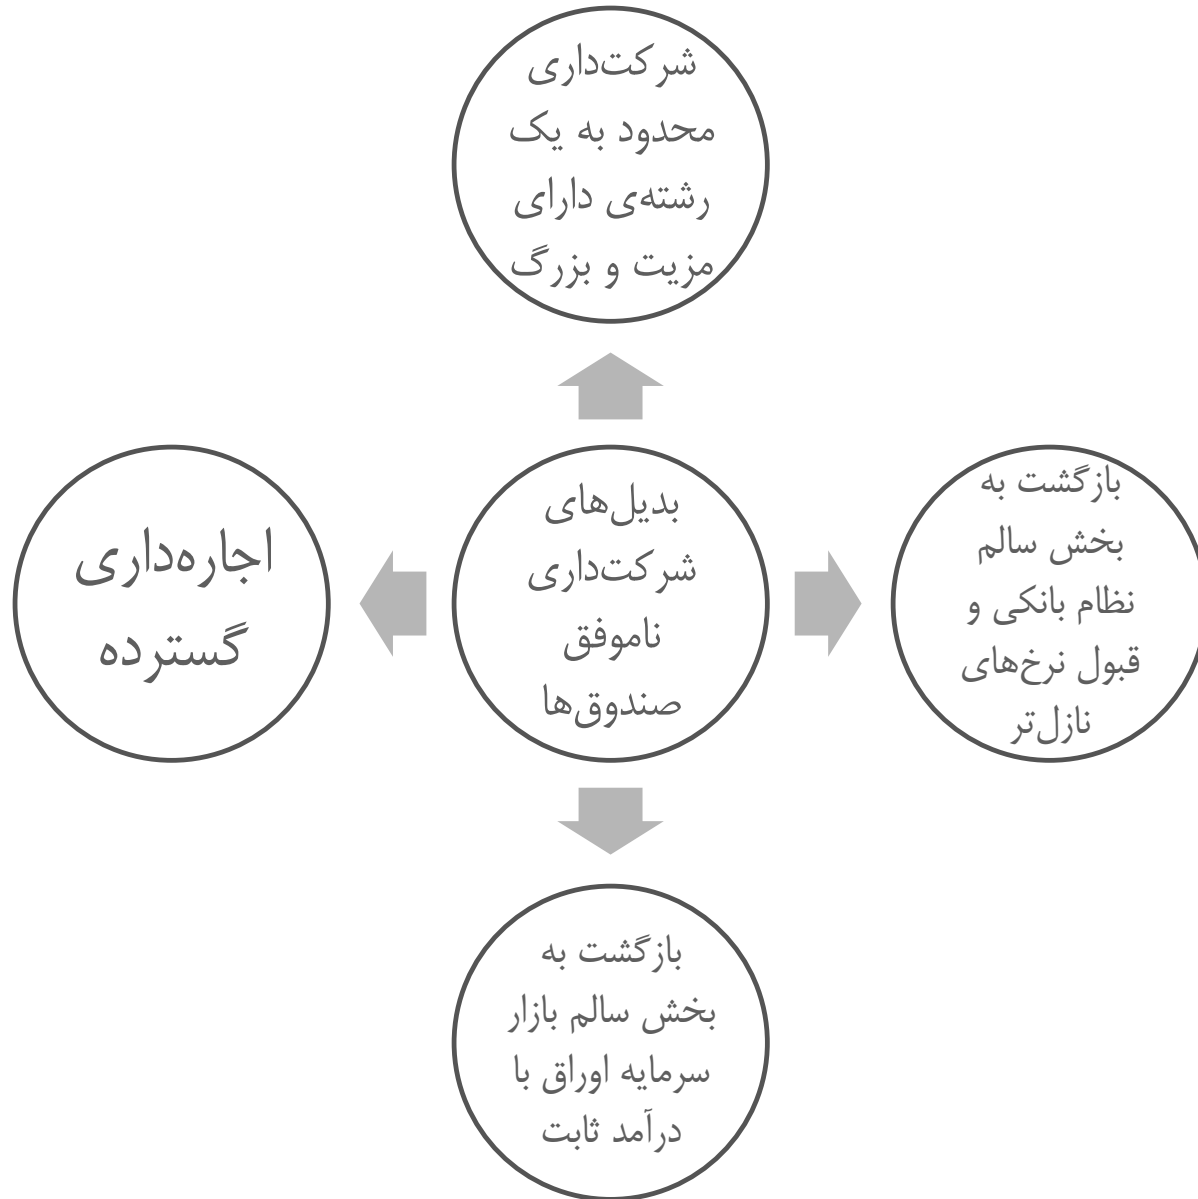 شرکت‌داری
محدود به یک
رشته‌ی دارای
مزیت و بزرگ
بازگشت به
بخش سالم
نظام بانکی و
قبول نرخ‌های
نازل‌تر
بدیل‌های
شرکت‌داری
ناموفق
صندوق‌ها
اجاره‌داری
گسترده
بازگشت به
بخش سالم بازار
سرمایه اوراق با
درآمد ثابت